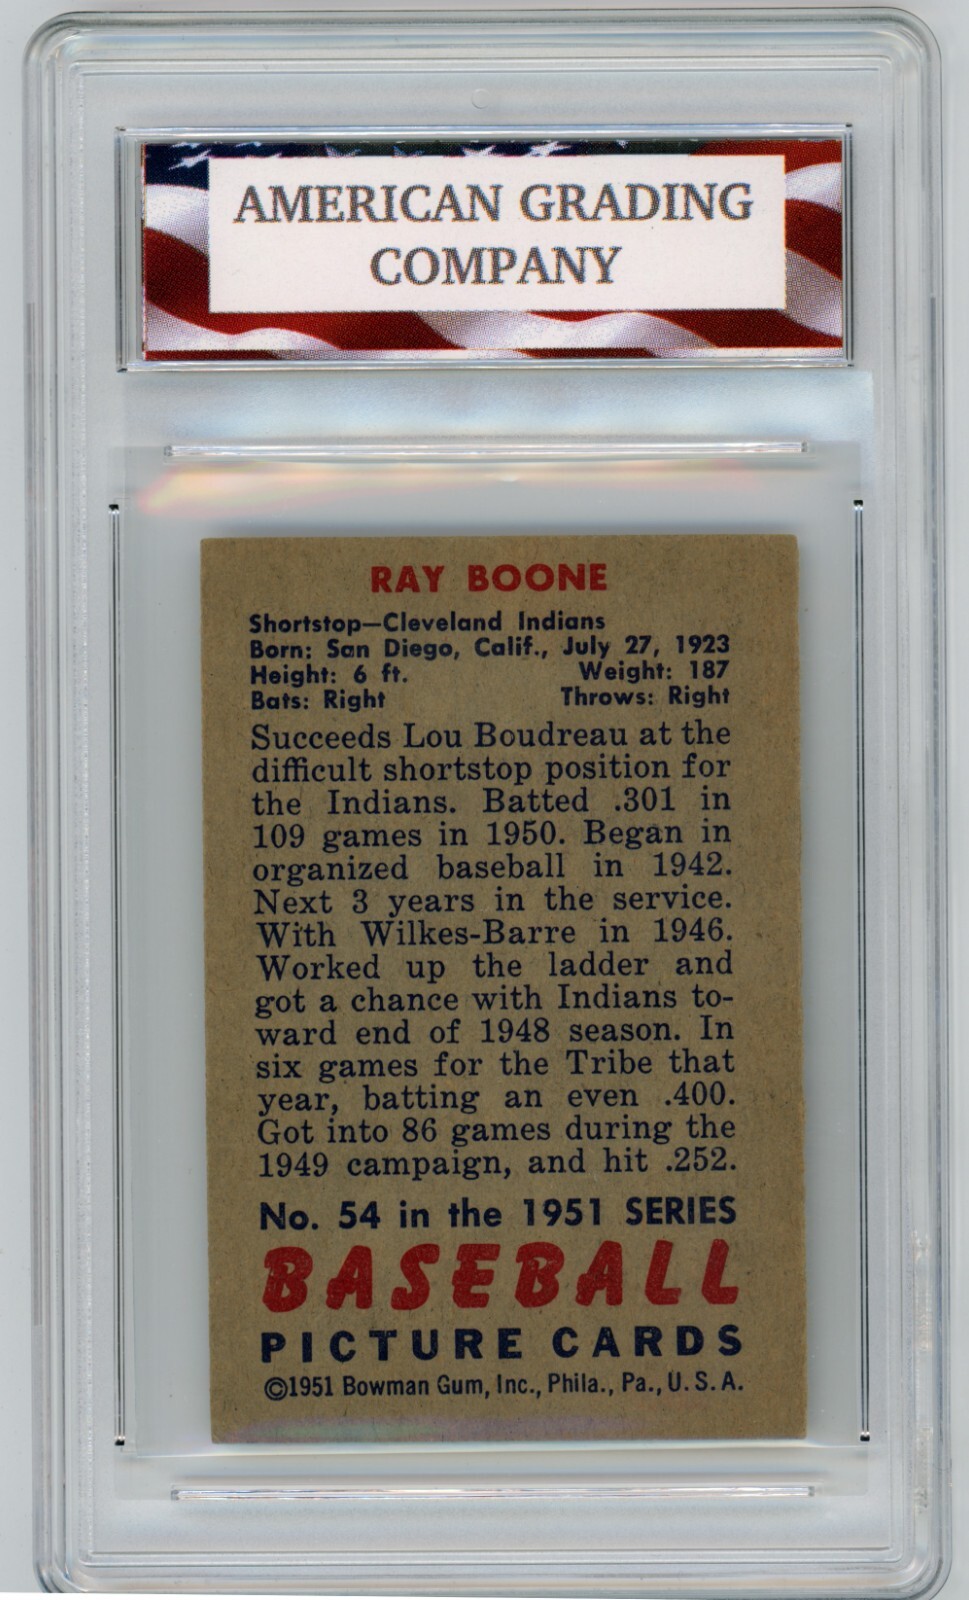 AMERICAN GRADING
COMPANY
RAY BOONE
Shortstop—Cleveland Indians
Born: San Diego, Calif., July 27, 1923
Height: 6 ft. Weight: 187
Bats: Right Throws: Right
Succeeds Lou Boudreau at the
difficult shortstop position for
the Indians. Batted .301 in
109 games in 1950. Began in
organized baseball in 1942.
Next 3 years in the service.
With Wilkes-Barre in 1946.
Worked up the ladder and
got a chance with Indians to-
ward end of 1948 season. In
six games for the Tribe that
year, batting an even .400.
Got into 86 games during the
1949 campaign, and hit .252.
No. 54 in the 1951 SERIES
BASEBALL
PICTURE CARDS
©1951 Bowman Gum, Inc., Phila., Pa., U.S.A.